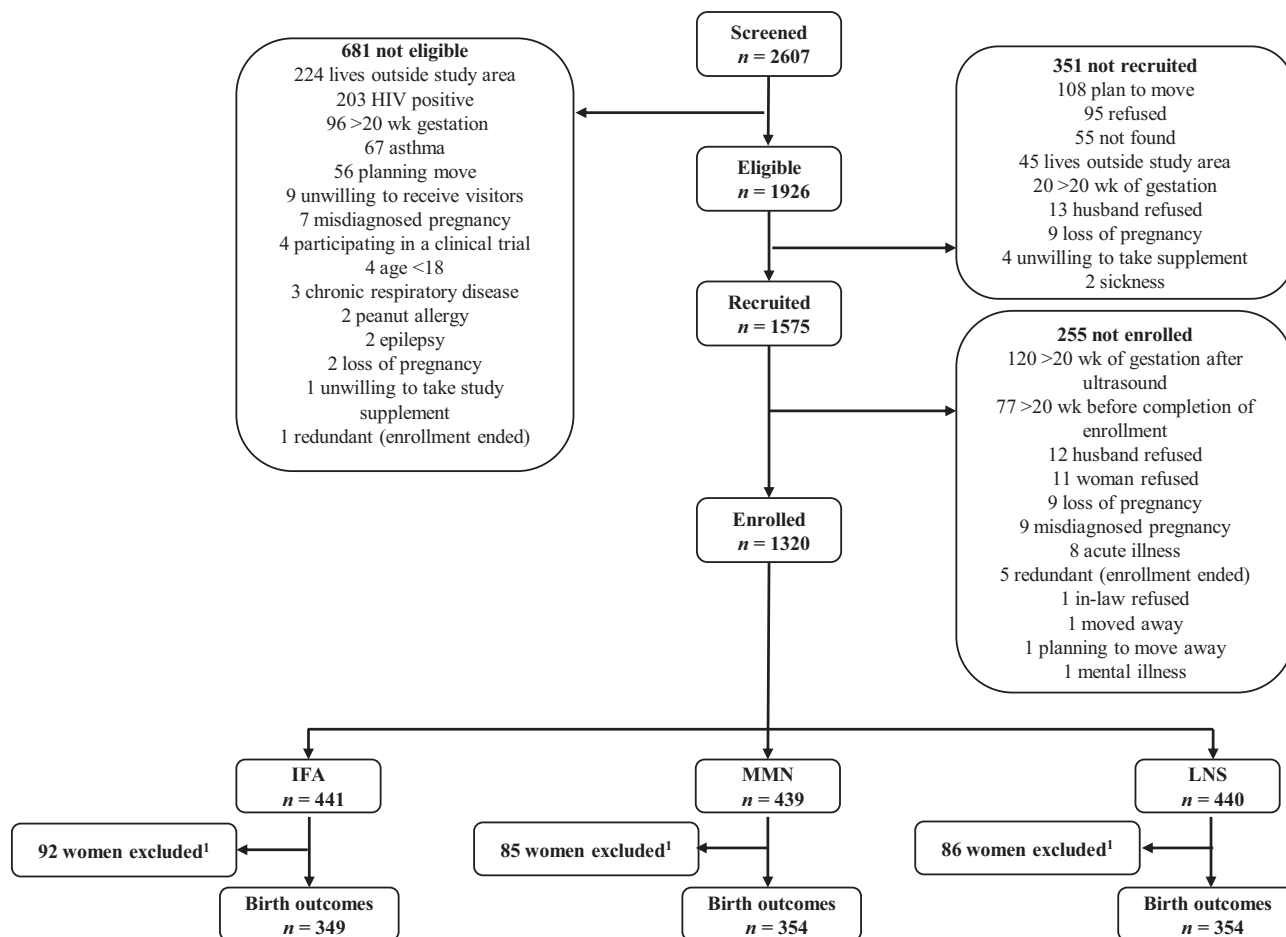 Screened
n = 2607
681 not eligible
224 lives outside study area
203 HIV positive
96 >20 wk gestation
67 asthma
56 planning move
9 unwilling to receive visitors
7 misdiagnosed pregnancy
4 participating in a clinical trial
4 age <18
3 chronic respiratory disease
2 peanut allergy
2 epilepsy
2 loss of pregnancy
1 unwilling to take study
supplement
1 redundant (enrollment ended)
Eligible
n = 1926
351 not recruited
108 plan to move
95 refused
55 not found
45 lives outside study area
20 >20 wk of gestation
13 husband refused
9 loss of pregnancy
4 unwilling to take supplement
2 sickness
Recruited
n = 1575
255 not enrolled
120 >20 wk of gestation after
ultrasound
77 >20 wk before completion of
enrollment
12 husband refused
11 woman refused
9 loss of pregnancy
9 misdiagnosed pregnancy
8 acute illness
5 redundant (enrollment ended)
1 in-law refused
1 moved away
1 planning to move away
1 mental illness
Enrolled
n = 1320
IFA
n = 441
MMN
n = 439
LNS
n = 440
92 women excluded¹
85 women excluded¹
86 women excluded¹
Birth outcomes
n = 349
Birth outcomes
n = 354
Birth outcomes
n = 354